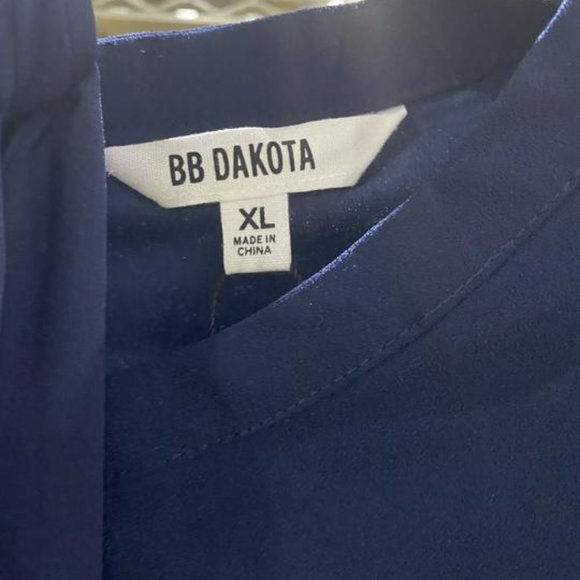 BB DAKOTA
XL
MADE IN
CHINA